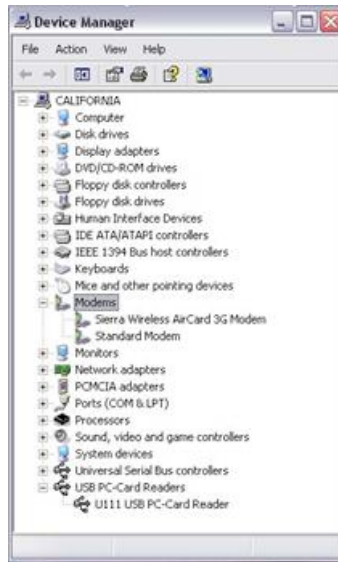 Device Manager
File Action View Help
CALIFORNIA
Computer
Disk drives
Display adapters
DVD/CD-ROM drives
Floppy disk controllers
Floppy disk drives
Human Interface Devices
IDE ATA/ATAPI controllers
IEEE 1394 Bus host controllers
Keyboards
Mice and other pointing devices
Modems
Sierra Wireless AirCard 3G Modem
Standard Modem
Monitors
Network adapters
PCMCIA adapters
Ports (COM & LPT)
Processors
Sound, video and game controllers
System devices
Universal Serial Bus controllers
USB PC-Card Readers
U111 USB PC-Card Reader